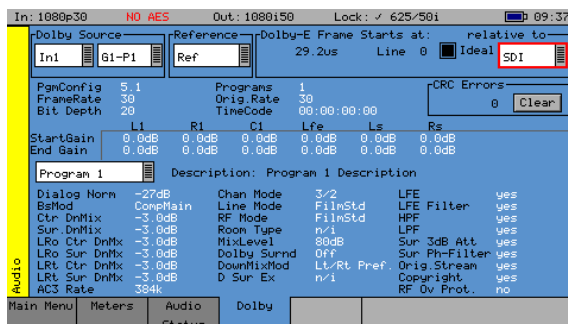 In: 1080p30 NO AES Out: 1080i50 Lock: ✓ 625/50i 09:37
Dolby Source Reference Dolby-E Frame Starts at: relative to
In1 G1-P1 Ref 29.2us Line 0 Ideal SDI
PgmConfig 5.1 Programs 1 CRC Errors
FrameRate 30 Orig.Rate 30 0 Clear
Bit Depth 20 TimeCode 00:00:00:00
L1 R1 C1 Lfe Ls Rs
StartGain 0.0dB 0.0dB 0.0dB 0.0dB 0.0dB 0.0dB
End Gain 0.0dB 0.0dB 0.0dB 0.0dB 0.0dB 0.0dB
Program 1 Description: Program 1 Description
Dialog Norm -27dB Chan Mode 3/2 LFE yes
BsMod CompMain Line Mode FilmStd LFE Filter yes
Ctr DnMix -3.0dB RF Mode FilmStd HPF yes
Sur.DnMix -3.0dB Room Type n/i LPF yes
LRo Ctr DnMx -3.0dB MixLevel 80dB Sur 3dB Att yes
LRo Sur DnMx -3.0dB Dolby Surnd Off Sur Ph-Filter yes
LRt Ctr DnMx -3.0dB DownMixMod Lt/Rt Pref. Orig.Stream yes
LRt Sur DnMx -3.0dB D Sur Ex n/i Copyright yes
AC3 Rate 384k RF Ov Prot. no
Audio
Main Menu Meters Audio Status Dolby